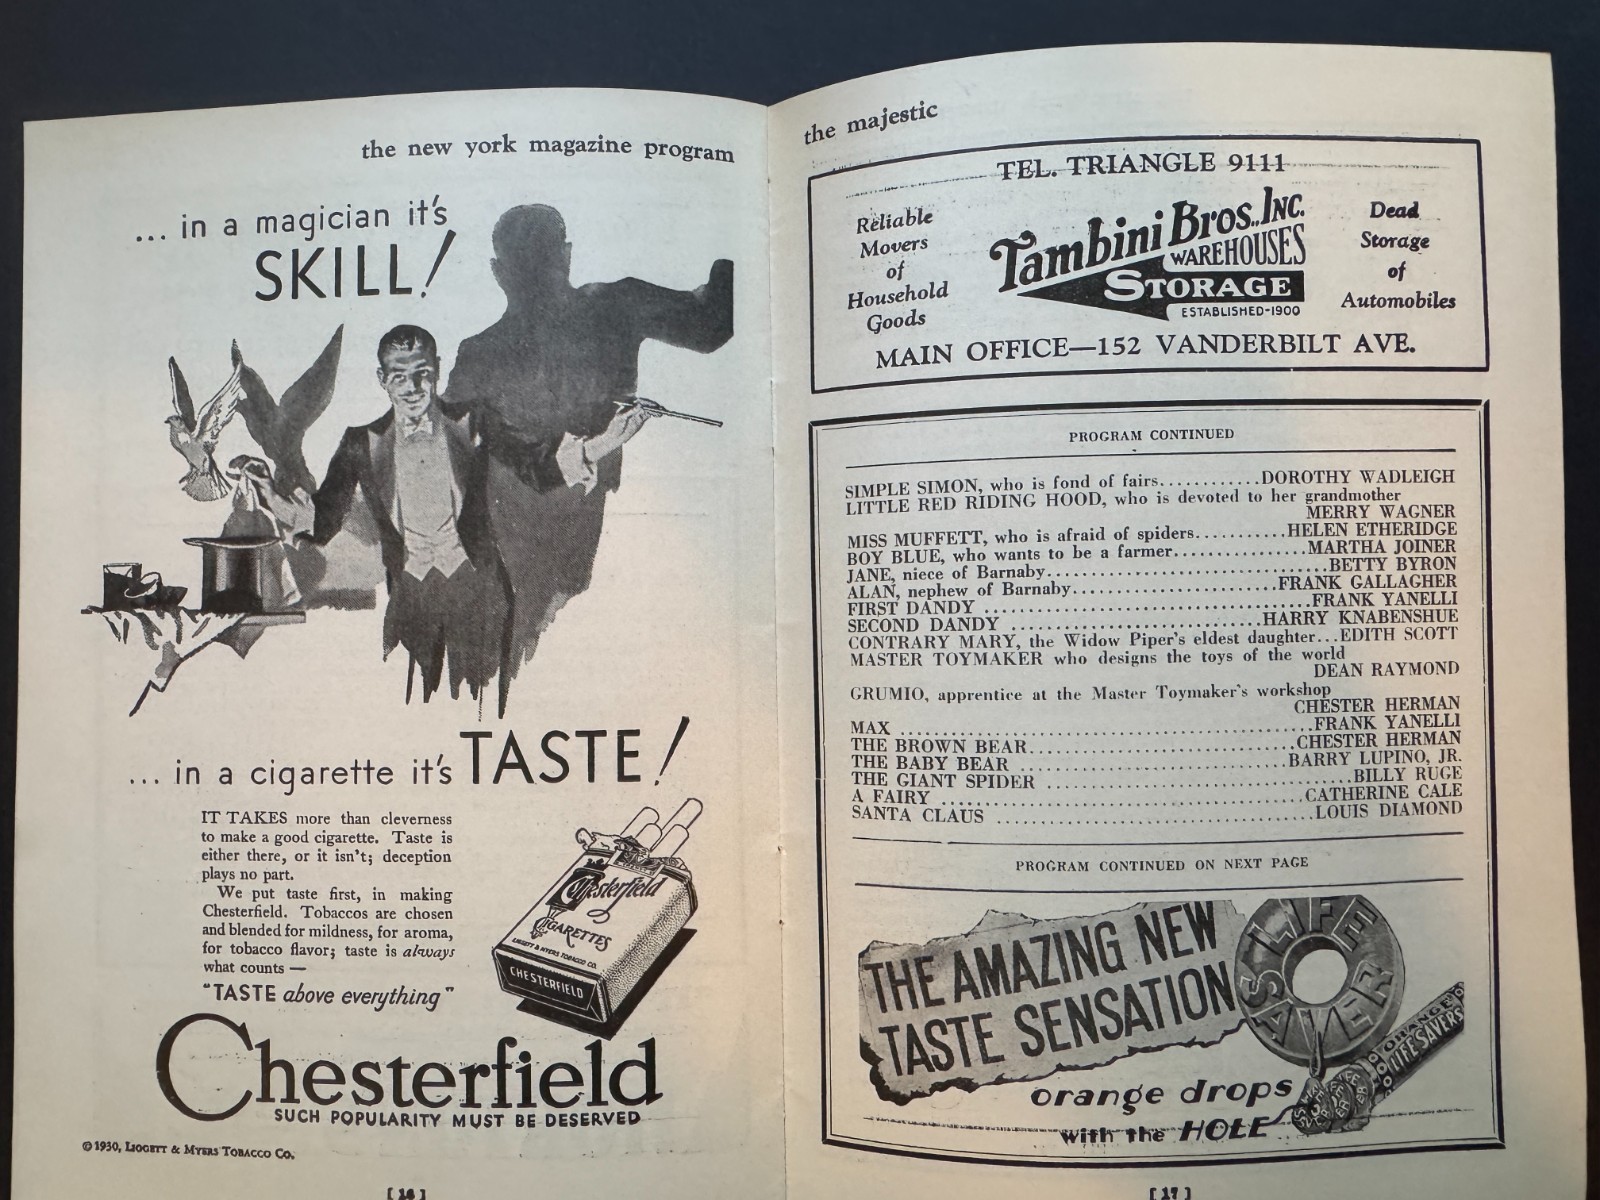 the new york magazine program
... in a magician it's
SKILL!
... in a cigarette it's TASTE!
IT TAKES more than cleverness
to make a good cigarette. Taste is
either there, or it isn't; deception
plays no part.
We put taste first, in making
Chesterfield. Tobaccos are chosen
and blended for mildness, for aroma,
for tobacco flavor; taste is always
what counts —
"TASTE above everything"
Chesterfield
CIGARETTES
LIGGETT & MYERS TOBACCO CO.
CHESTERFIELD
Chesterfield
SUCH POPULARITY MUST BE DESERVED
© 1930, LIGGETT & MYERS TOBACCO CO.
[ 16 ]
the majestic
TEL. TRIANGLE 9111
Reliable
Movers
of
Household
Goods
Tambini Bros., Inc.
WAREHOUSES
STORAGE
ESTABLISHED-1900
Dead
Storage
of
Automobiles
MAIN OFFICE—152 VANDERBILT AVE.
PROGRAM CONTINUED
SIMPLE SIMON, who is fond of fairs............DOROTHY WADLEIGH
LITTLE RED RIDING HOOD, who is devoted to her grandmother
MERRY WAGNER
MISS MUFFETT, who is afraid of spiders...........HELEN ETHERIDGE
BOY BLUE, who wants to be a farmer................MARTHA JOINER
JANE, niece of Barnaby..................................BETTY BYRON
ALAN, nephew of Barnaby.........................FRANK GALLAGHER
FIRST DANDY ........................................FRANK YANELLI
SECOND DANDY ..............................HARRY KNABENSHUE
CONTRARY MARY, the Widow Piper's eldest daughter...EDITH SCOTT
MASTER TOYMAKER who designs the toys of the world
DEAN RAYMOND
GRUMIO, apprentice at the Master Toymaker's workshop
CHESTER HERMAN
MAX ..................................................FRANK YANELLI
THE BROWN BEAR................................CHESTER HERMAN
THE BABY BEAR ................................BARRY LUPINO, JR.
THE GIANT SPIDER .....................................BILLY RUGE
A FAIRY ............................................CATHERINE CALE
SANTA CLAUS ......................................LOUIS DIAMOND
PROGRAM CONTINUED ON NEXT PAGE
THE AMAZING NEW
TASTE SENSATION
LIFE SAVERS
ORANGE
LIFE SAVERS
orange drops
with the HOLE
[ 17 ]